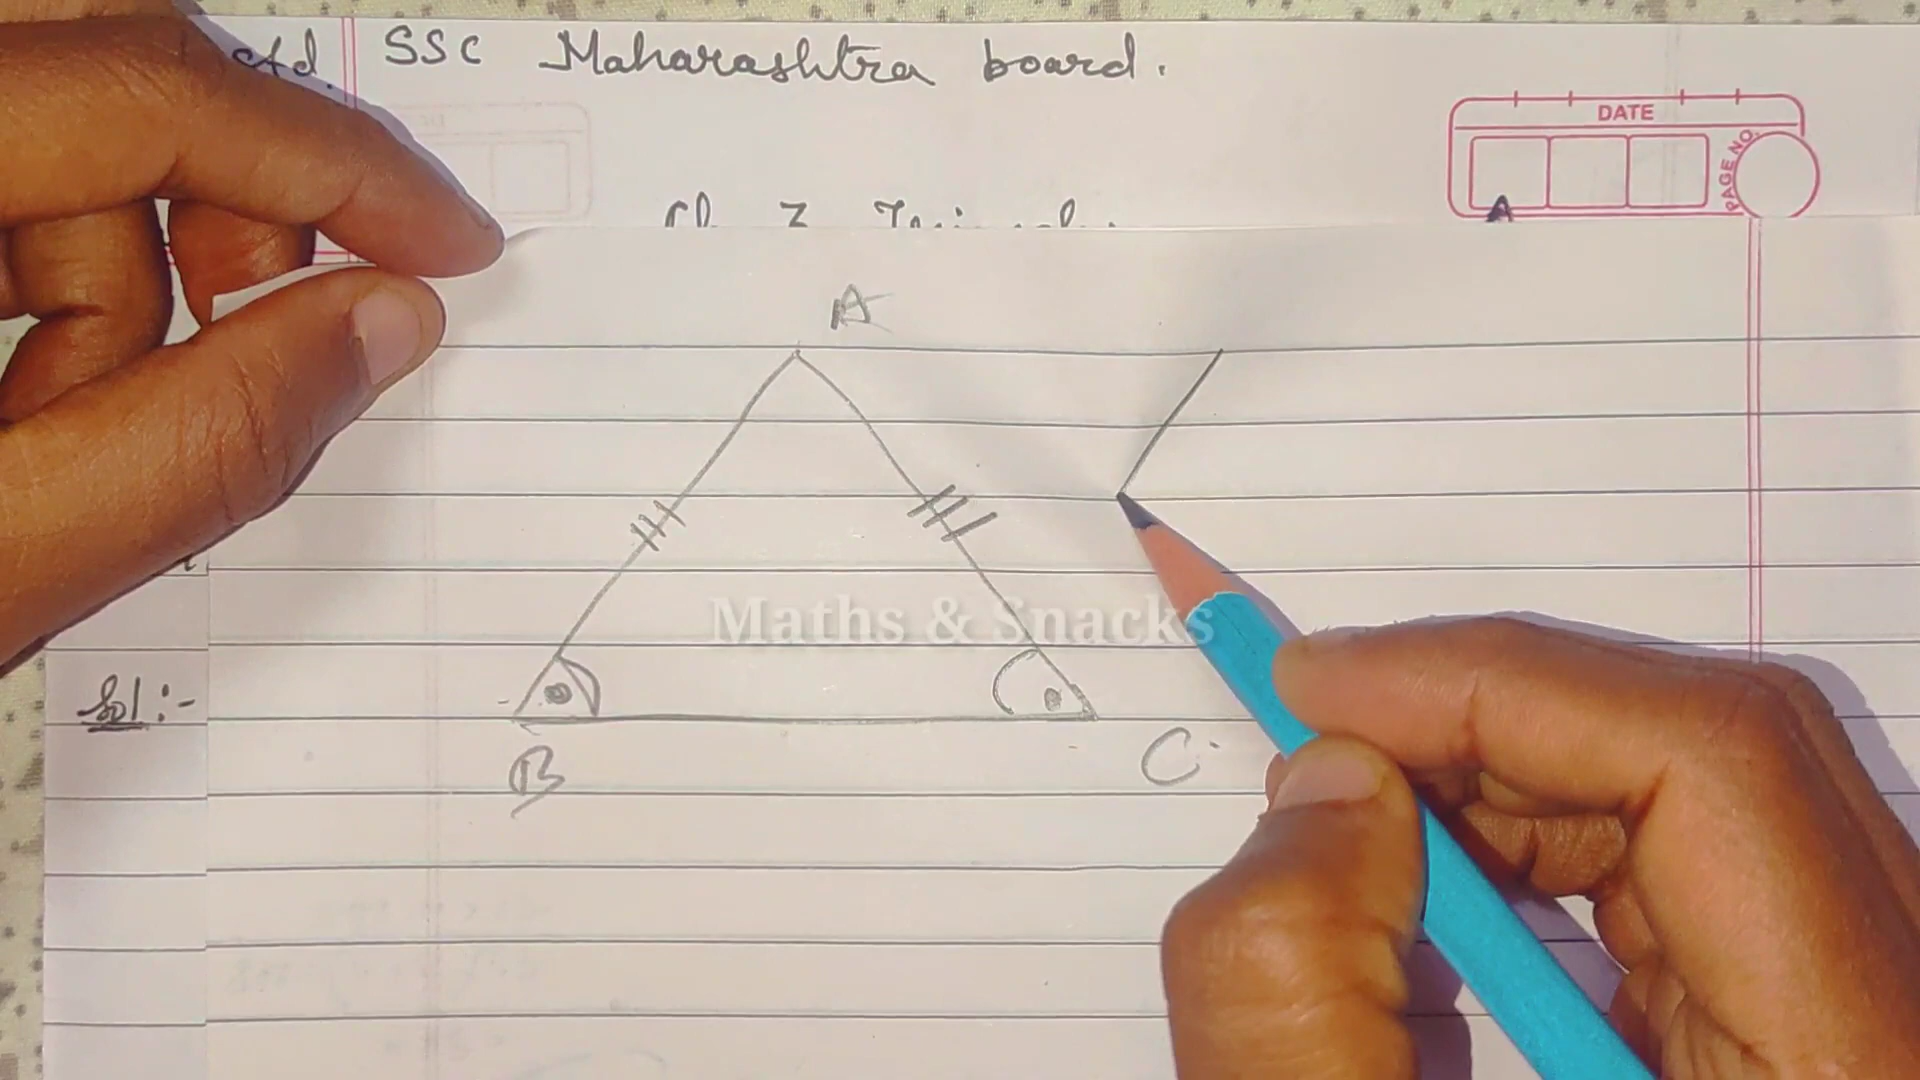 SSC Maharashtra board.
DATE
PAGE NO.
A
A
Maths & Snacks
Sol:-
B
C